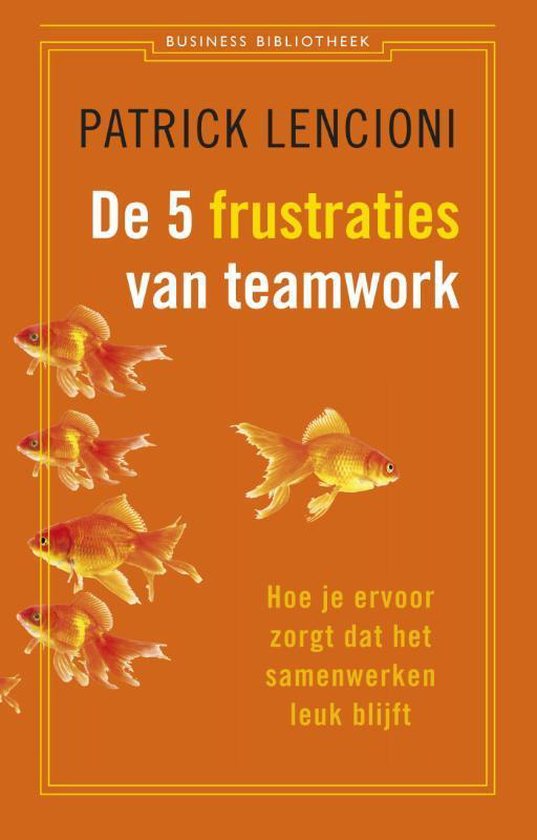 BUSINESS BIBLIOTHEEK
PATRICK LENCIONI
De 5 frustraties
van teamwork
Hoe je ervoor
zorgt dat het
samenwerken
leuk blijft